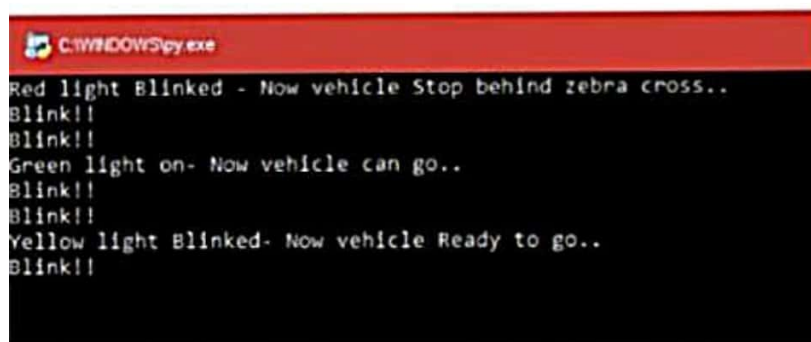 C:\WINDOWS\py.exe
Red light Blinked - Now vehicle Stop behind zebra cross..
Blink!!
Blink!!
Green light on- Now vehicle can go..
Blink!!
Blink!!
Yellow light Blinked- Now vehicle Ready to go..
Blink!!